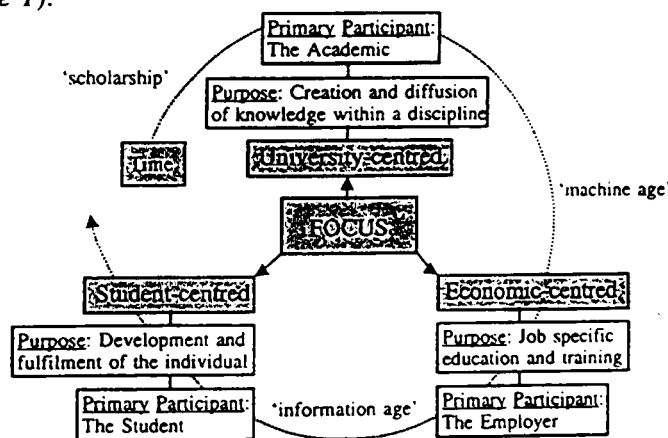 e 1).
Primary Participant:
The Academic
'scholarship'
Purpose: Creation and diffusion
of knowledge within a discipline
Time
University-centred
'machine age'
FOCUS
Student-centred
Economic-centred
Purpose: Development and
fulfilment of the individual
Purpose: Job specific
education and training
Primary Participant:
The Student
'information age'
Primary Participant:
The Employer